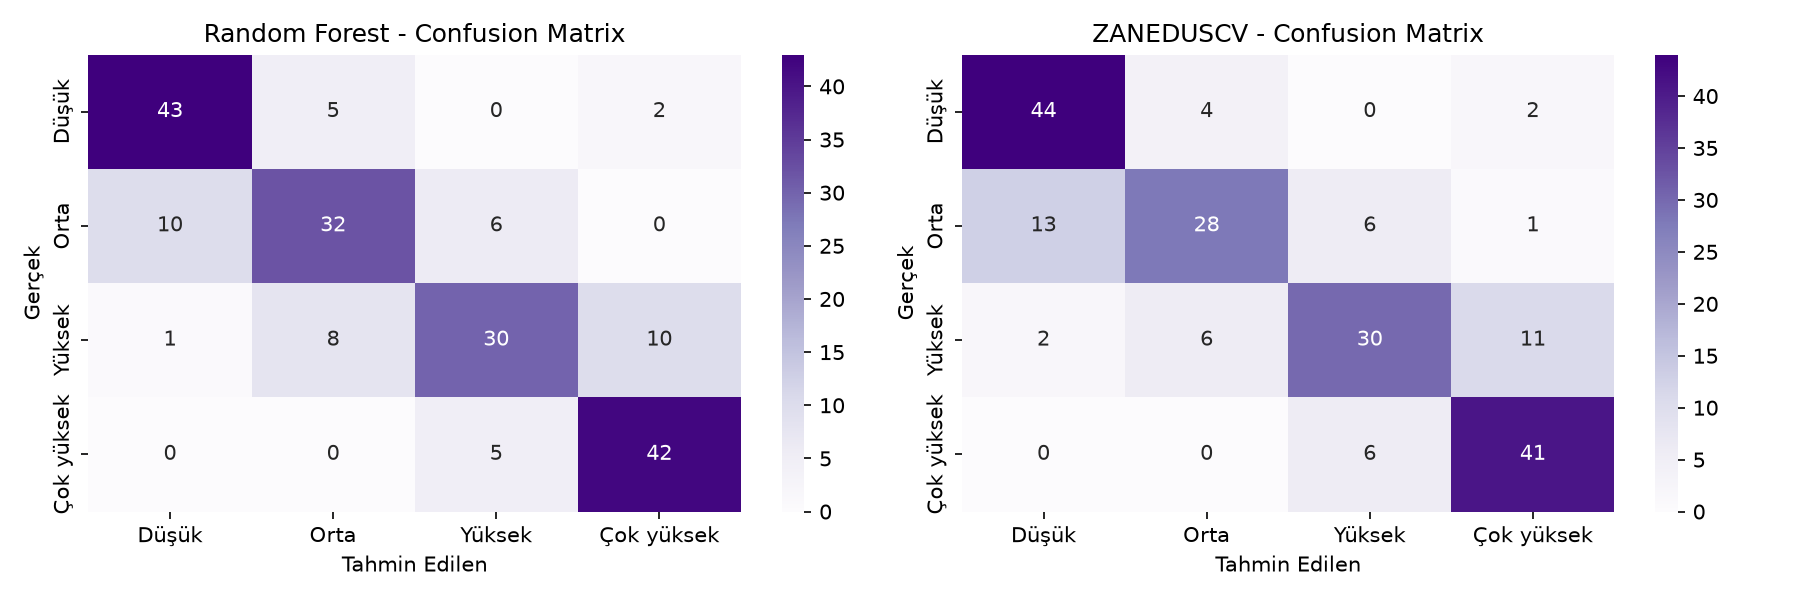 Random Forest - Confusion Matrix
43 5 0 2
10 32 6 0
1 8 30 10
0 0 5 42
Düşük
Orta
Yüksek
Çok yüksek
Gerçek
Düşük Orta Yüksek Çok yüksek
Tahmin Edilen
40
35
30
25
20
15
10
5
0
ZANEDUSCV - Confusion Matrix
44 4 0 2
13 28 6 1
2 6 30 11
0 0 6 41
Düşük
Orta
Yüksek
Çok yüksek
Gerçek
Düşük Orta Yüksek Çok yüksek
Tahmin Edilen
40
35
30
25
20
15
10
5
0